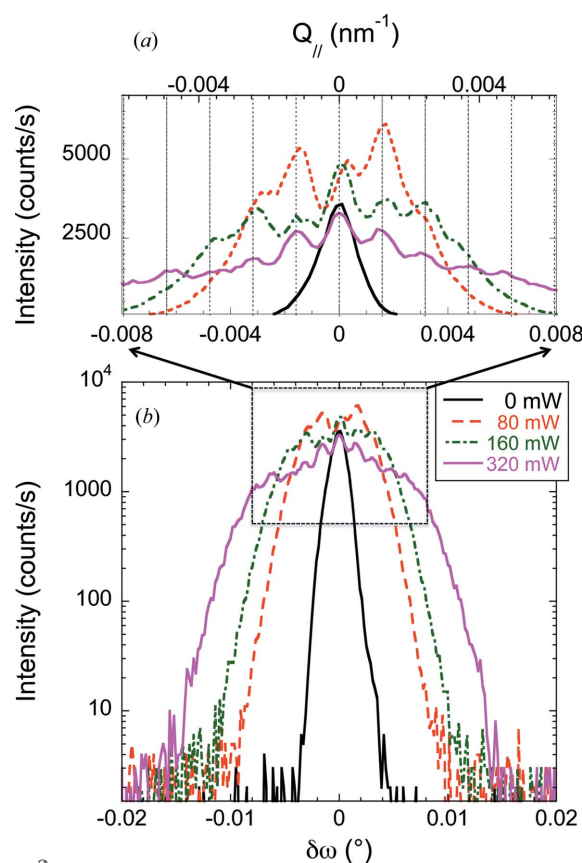 (a)
Q// (nm-1)
-0.004 0 0.004
Intensity (counts/s)
5000
2500
-0.008 -0.004 0 0.004 0.008
104
(b)
0 mW
80 mW
160 mW
320 mW
Intensity (counts/s)
1000
100
10
-0.02 -0.01 0 0.01 0.02
δω (°)